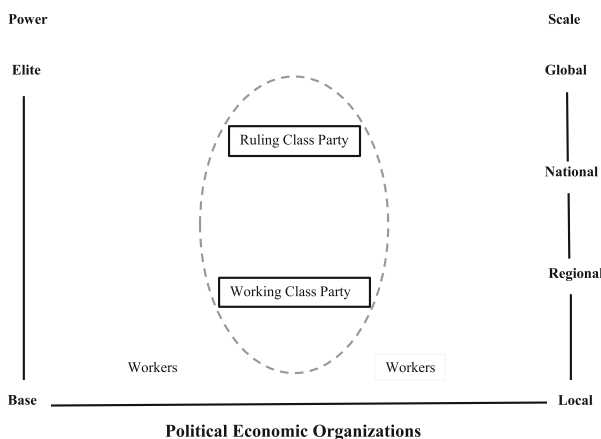 Power
Scale
Elite
Global
Ruling Class Party
National
Regional
Working Class Party
Workers
Workers
Base
Local
Political Economic Organizations